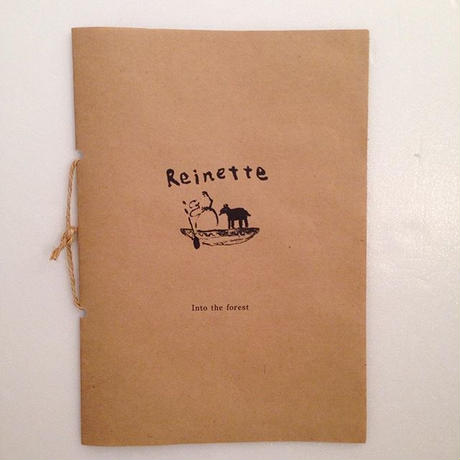 Reinette
Into the forest